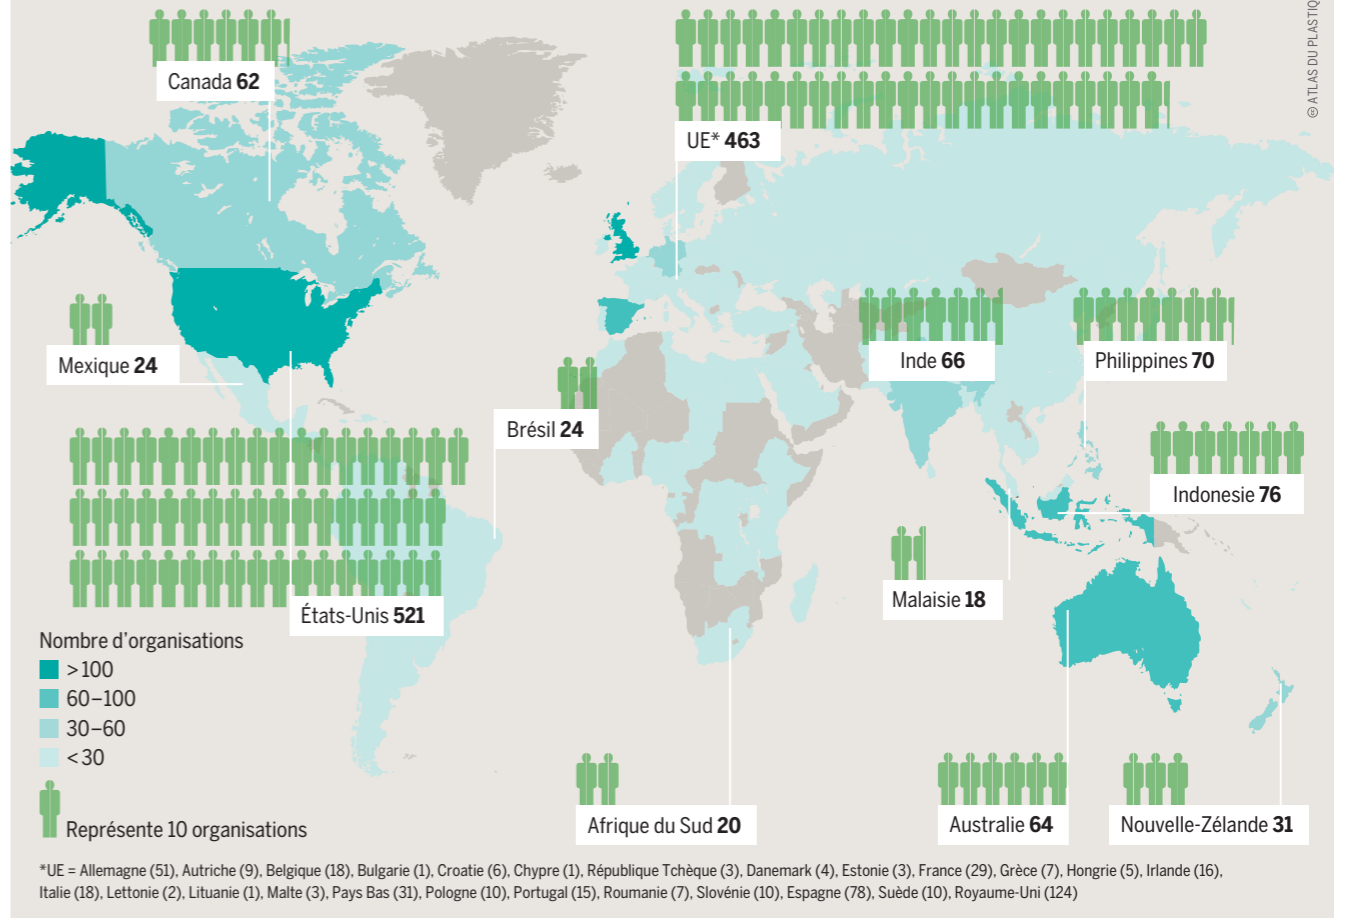 Canada 62
UE* 463
© ATLAS DU PLASTIQ
Mexique 24
Inde 66
Philippines 70
Brésil 24
Indonesie 76
États-Unis 521
Malaisie 18
Nombre d'organisations
>100
60–100
30–60
<30
Représente 10 organisations
Afrique du Sud 20
Australie 64
Nouvelle-Zélande 31
*UE = Allemagne (51), Autriche (9), Belgique (18), Bulgarie (1), Croatie (6), Chypre (1), République Tchèque (3), Danemark (4), Estonie (3), France (29), Grèce (7), Hongrie (5), Irlande (16),
Italie (18), Lettonie (2), Lituanie (1), Malte (3), Pays Bas (31), Pologne (10), Portugal (15), Roumanie (7), Slovénie (10), Espagne (78), Suède (10), Royaume-Uni (124)